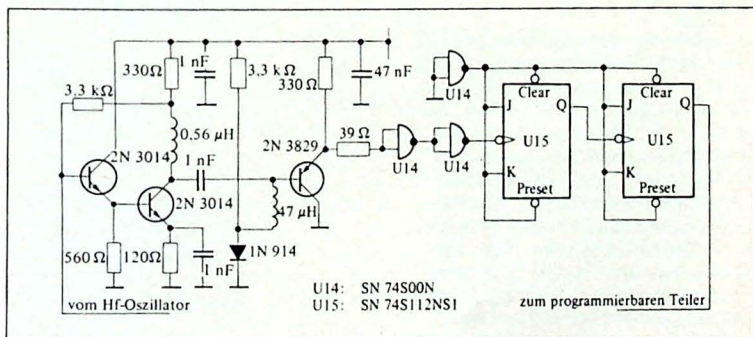 1 nF
330Ω
3,3 kΩ
3,3 kΩ
330Ω
47 nF
U14
Clear
J
Q
U15
K
Preset
Clear
J
Q
U15
K
Preset
0,56 µH
2N 3014
1 nF
2N 3829
39 Ω
U14
U14
2N 3014
47 µH
560 Ω
120Ω
1 nF
1N 914
vom Hf-Oszillator
U14: SN 74S00N
U15: SN 74S112NS1
zum programmierbaren Teiler